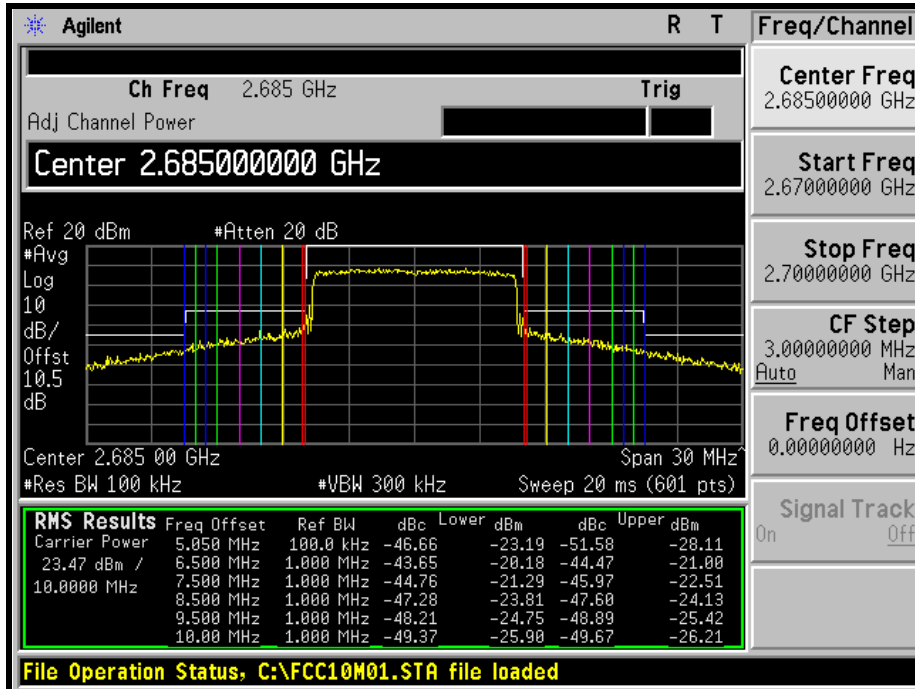 Agilent R T
Freq/Channel
Ch Freq 2.685 GHz Trig
Adj Channel Power
Center 2.685000000 GHz
Ref 20 dBm #Atten 20 dB
#Avg
Log
10
dB/
Offst
10.5
dB
Center 2.685 00 GHz Span 30 MHz^
#Res BW 100 kHz #VBW 300 kHz Sweep 20 ms (601 pts)
RMS Results Freq Offset Ref BW dBc Lower dBm dBc Upper dBm
Carrier Power 5.050 MHz 100.0 kHz -46.66 -23.19 -51.58 -28.11
23.47 dBm / 6.500 MHz 1.000 MHz -43.65 -20.18 -44.47 -21.00
10.0000 MHz 7.500 MHz 1.000 MHz -44.76 -21.29 -45.97 -22.51
8.500 MHz 1.000 MHz -47.28 -23.81 -47.60 -24.13
9.500 MHz 1.000 MHz -48.21 -24.75 -48.89 -25.42
10.00 MHz 1.000 MHz -49.37 -25.90 -49.67 -26.21
File Operation Status, C:\FCC10M01.STA file loaded
Center Freq
2.68500000 GHz
Start Freq
2.67000000 GHz
Stop Freq
2.70000000 GHz
CF Step
3.00000000 MHz
Auto Man
Freq Offset
0.00000000 Hz
Signal Track
On Off